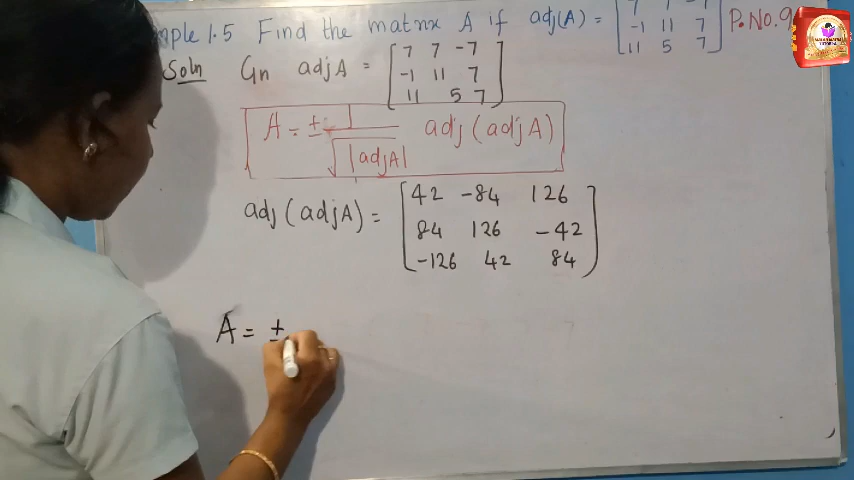 mple 1.5 Find the matrix A if adj(A) = [ 7 7 -7 P.No.9
-1 11 7
11 5 7 ]
Soln Gn adjA = [ 7 7 -7
-1 11 7
11 5 7 ]
A = ± 1 / √|adjA| adj (adjA)
adj (adjA) = [ 42 -84 126
84 126 -42
-126 42 84 ]
A = ±